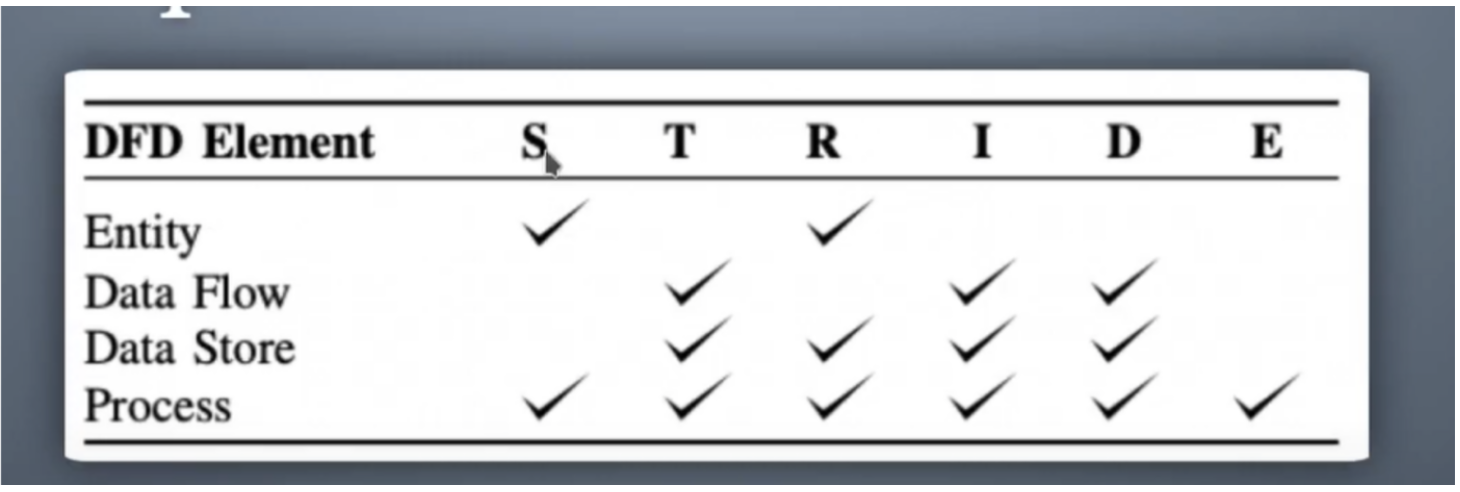 DFD Element S T R I D E
Entity ✓ ✓
Data Flow ✓ ✓ ✓
Data Store ✓ ✓ ✓ ✓
Process ✓ ✓ ✓ ✓ ✓ ✓